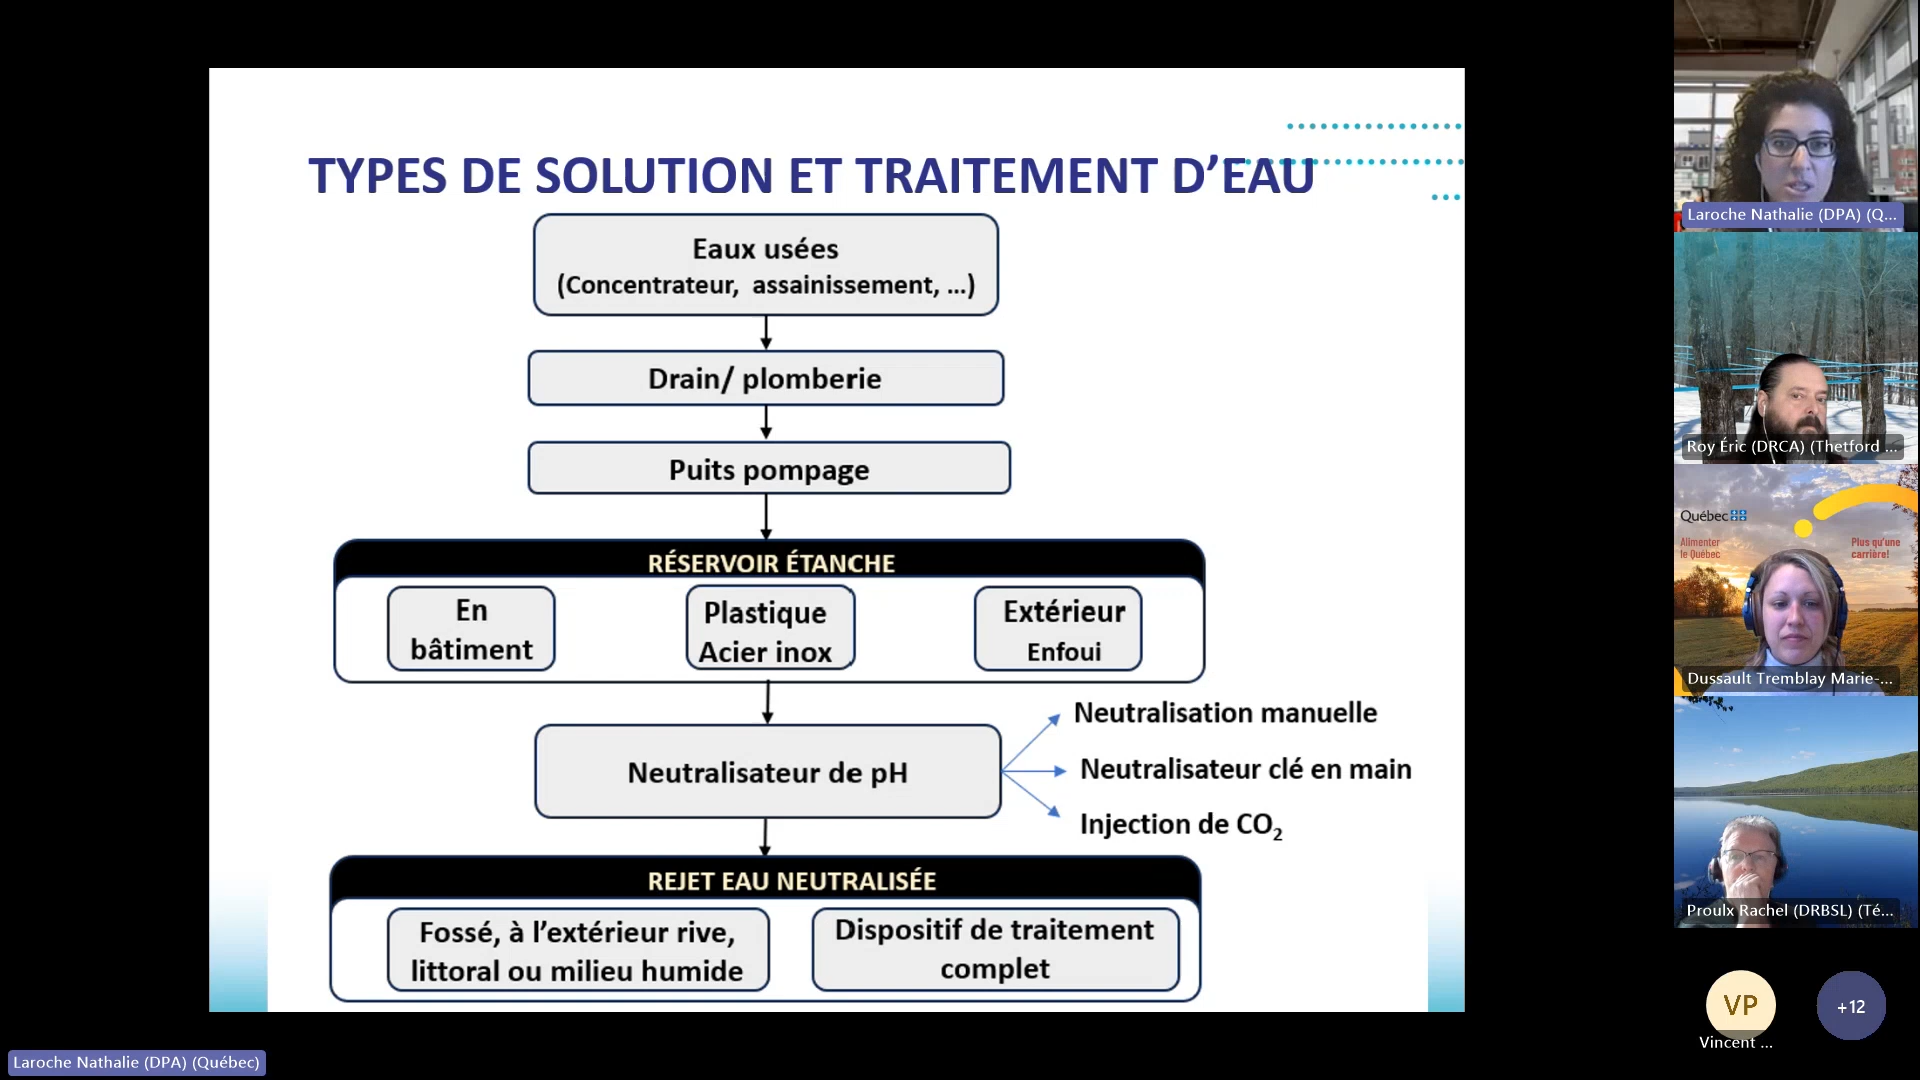 TYPES DE SOLUTION ET TRAITEMENT D’EAU
Eaux usées
(Concentrateur, assainissement, ...)
Drain/ plomberie
Puits pompage
RÉSERVOIR ÉTANCHE
En
bâtiment
Plastique
Acier inox
Extérieur
Enfoui
Neutralisateur de pH
Neutralisation manuelle
Neutralisateur clé en main
Injection de CO₂
REJET EAU NEUTRALISÉE
Fossé, à l’extérieur rive,
littoral ou milieu humide
Dispositif de traitement
complet
Laroche Nathalie (DPA) (Québec)
Laroche Nathalie (DPA) (Q...
Roy Éric (DRCA) (Thetford ...
Québec
Alimenter
le Québec
Plus qu'une
carrière!
Dussault Tremblay Marie-...
Proulx Rachel (DRBSL) (Té...
VP
Vincent ...
+12